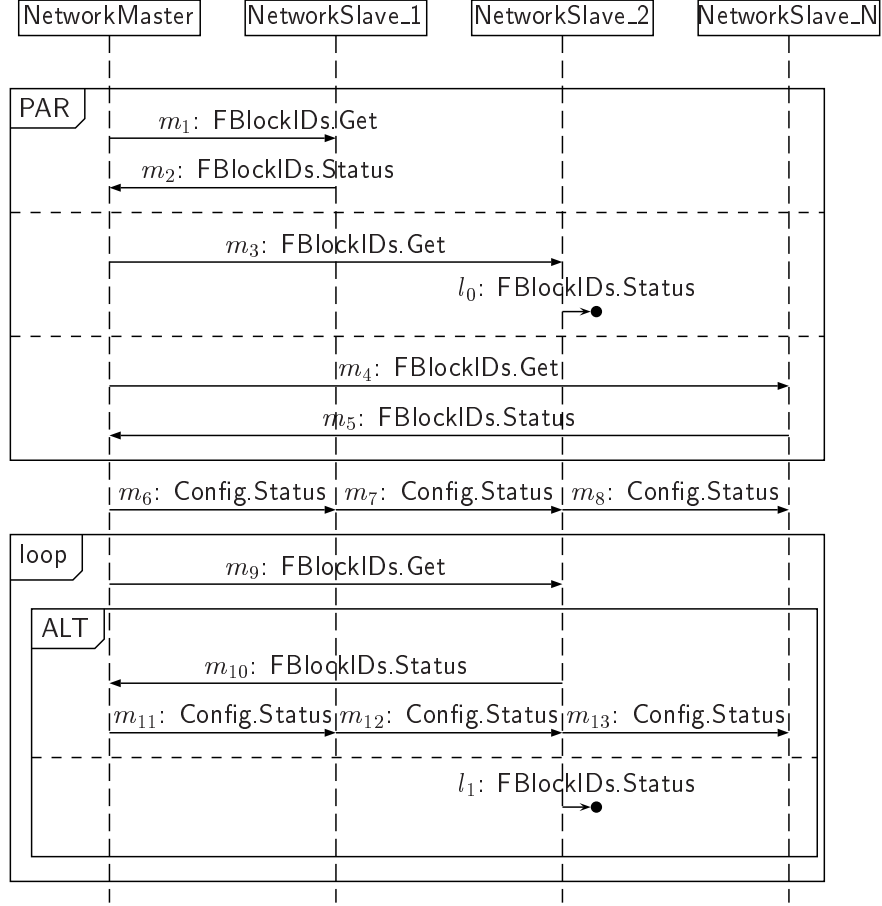 NetworkMaster NetworkSlave_1 NetworkSlave_2 NetworkSlave_N
PAR
m₁: FBlockIDs.Get
m₂: FBlockIDs.Status
m₃: FBlockIDs.Get
l₀: FBlockIDs.Status
m₄: FBlockIDs.Get
m₅: FBlockIDs.Status
m₆: Config.Status m₇: Config.Status m₈: Config.Status
loop
m₉: FBlockIDs.Get
ALT
m₁₀: FBlockIDs.Status
m₁₁: Config.Status m₁₂: Config.Status m₁₃: Config.Status
l₁: FBlockIDs.Status